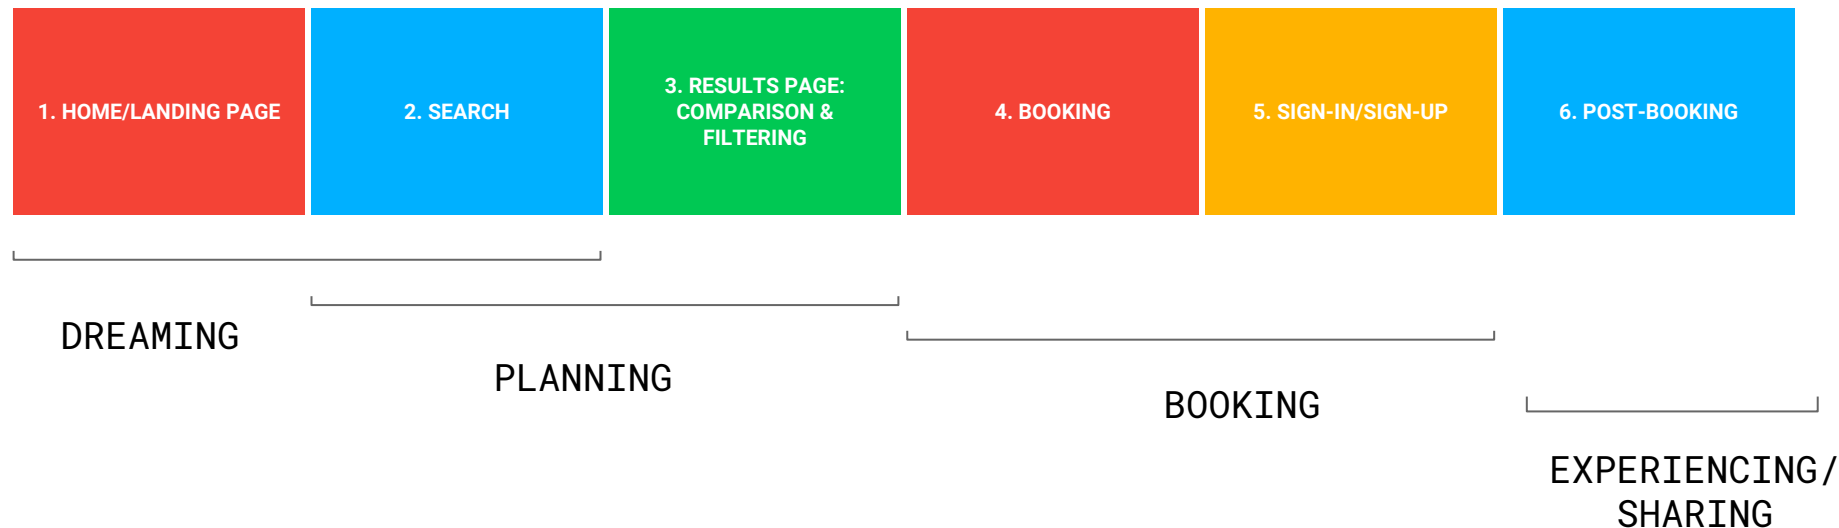 1. HOME/LANDING PAGE
2. SEARCH
3. RESULTS PAGE:
COMPARISON &
FILTERING
4. BOOKING
5. SIGN-IN/SIGN-UP
6. POST-BOOKING
DREAMING
PLANNING
BOOKING
EXPERIENCING/
SHARING